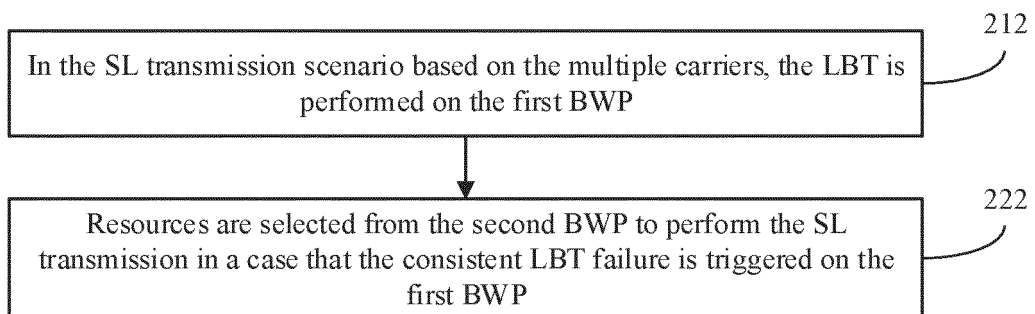 212
In the SL transmission scenario based on the multiple carriers, the LBT is
performed on the first BWP
222
Resources are selected from the second BWP to perform the SL
transmission in a case that the consistent LBT failure is triggered on the
first BWP